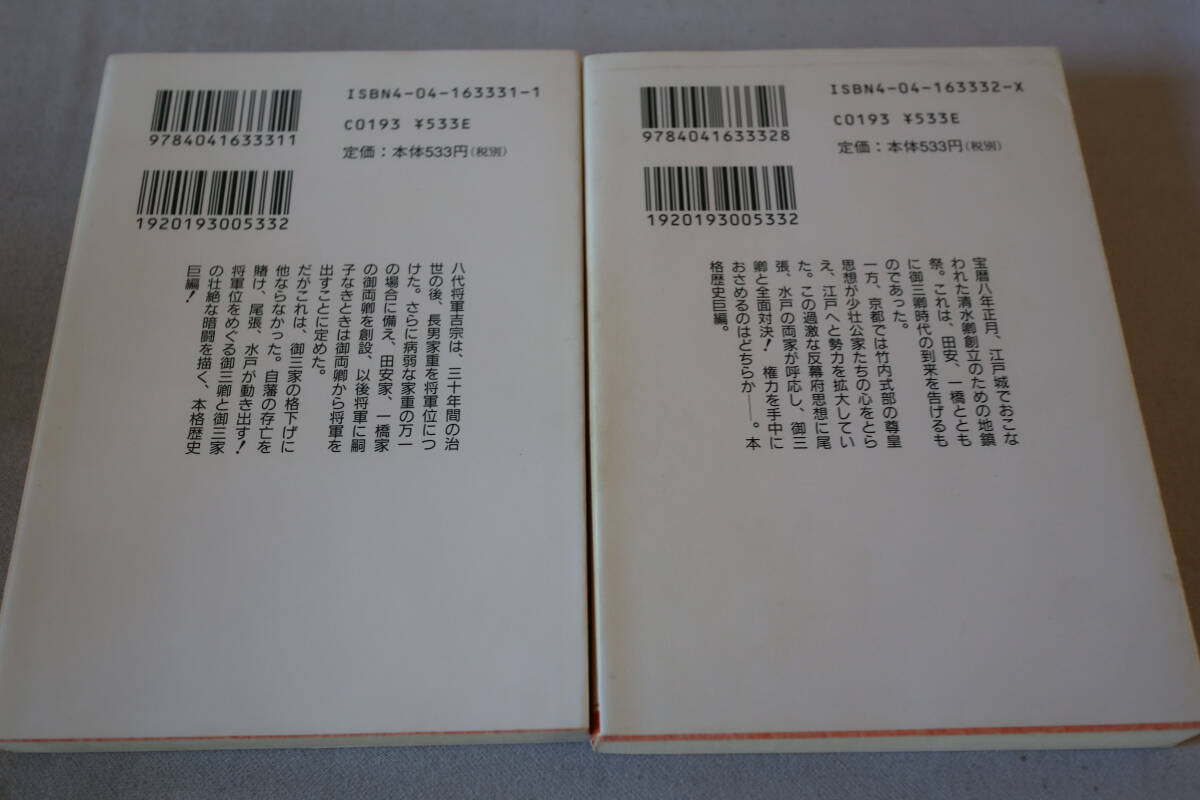 ISBN4-04-163331-1
9784041633311
C0193 ¥533E
定価：本体533円（税別）
1920193005332
八代将軍吉宗は、三十年間の治
世の後、長男家重を将軍位につ
けた。さらに病弱な家重の万一
の場合に備え、田安家、一橋家
の御両卿を創設、以後将軍に嗣
子なきときは御両卿から将軍を
出すことに定めた。
だがこれは、御三家の格下げに
他ならなかった。自藩の存亡を
賭け、尾張、水戸が動き出す！
将軍位をめぐる御三卿と御三家
の壮絶な暗闘を描く、本格歴史
巨編！
ISBN4-04-163332-X
9784041633328
C0193 ¥533E
定価：本体533円（税別）
1920193005332
宝暦八年正月、江戸城でおこな
われた清水卿創立のための地鎮
祭。これは、田安、一橋ととも
に御三卿時代の到来を告げるも
のであった。
一方、京都では竹内式部の尊皇
思想が少壮公家たちの心をとら
え、江戸へと勢力を拡大してい
た。この過激な反幕府思想に尾
張、水戸の両家が呼応し、御三
卿と全面対決！ 権力を手中に
おさめるのはどちらか――。本
格歴史巨編。